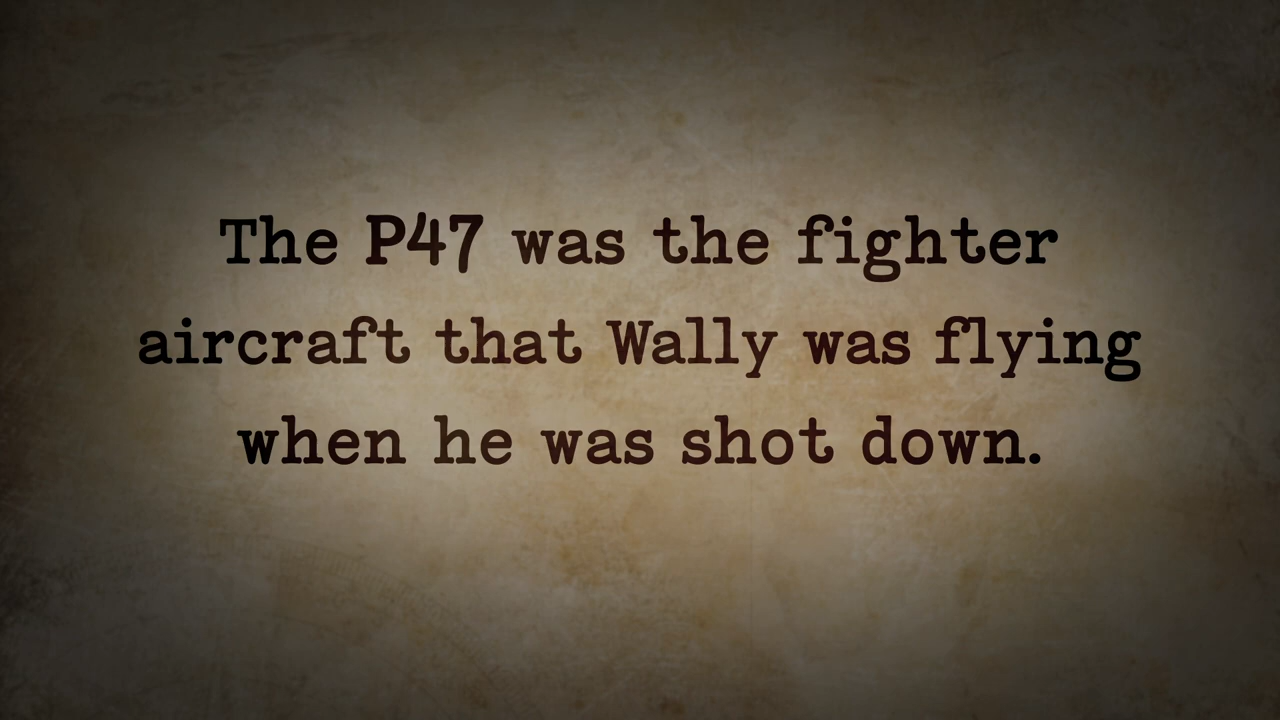 The P47 was the fighter
aircraft that Wally was flying
when he was shot down.